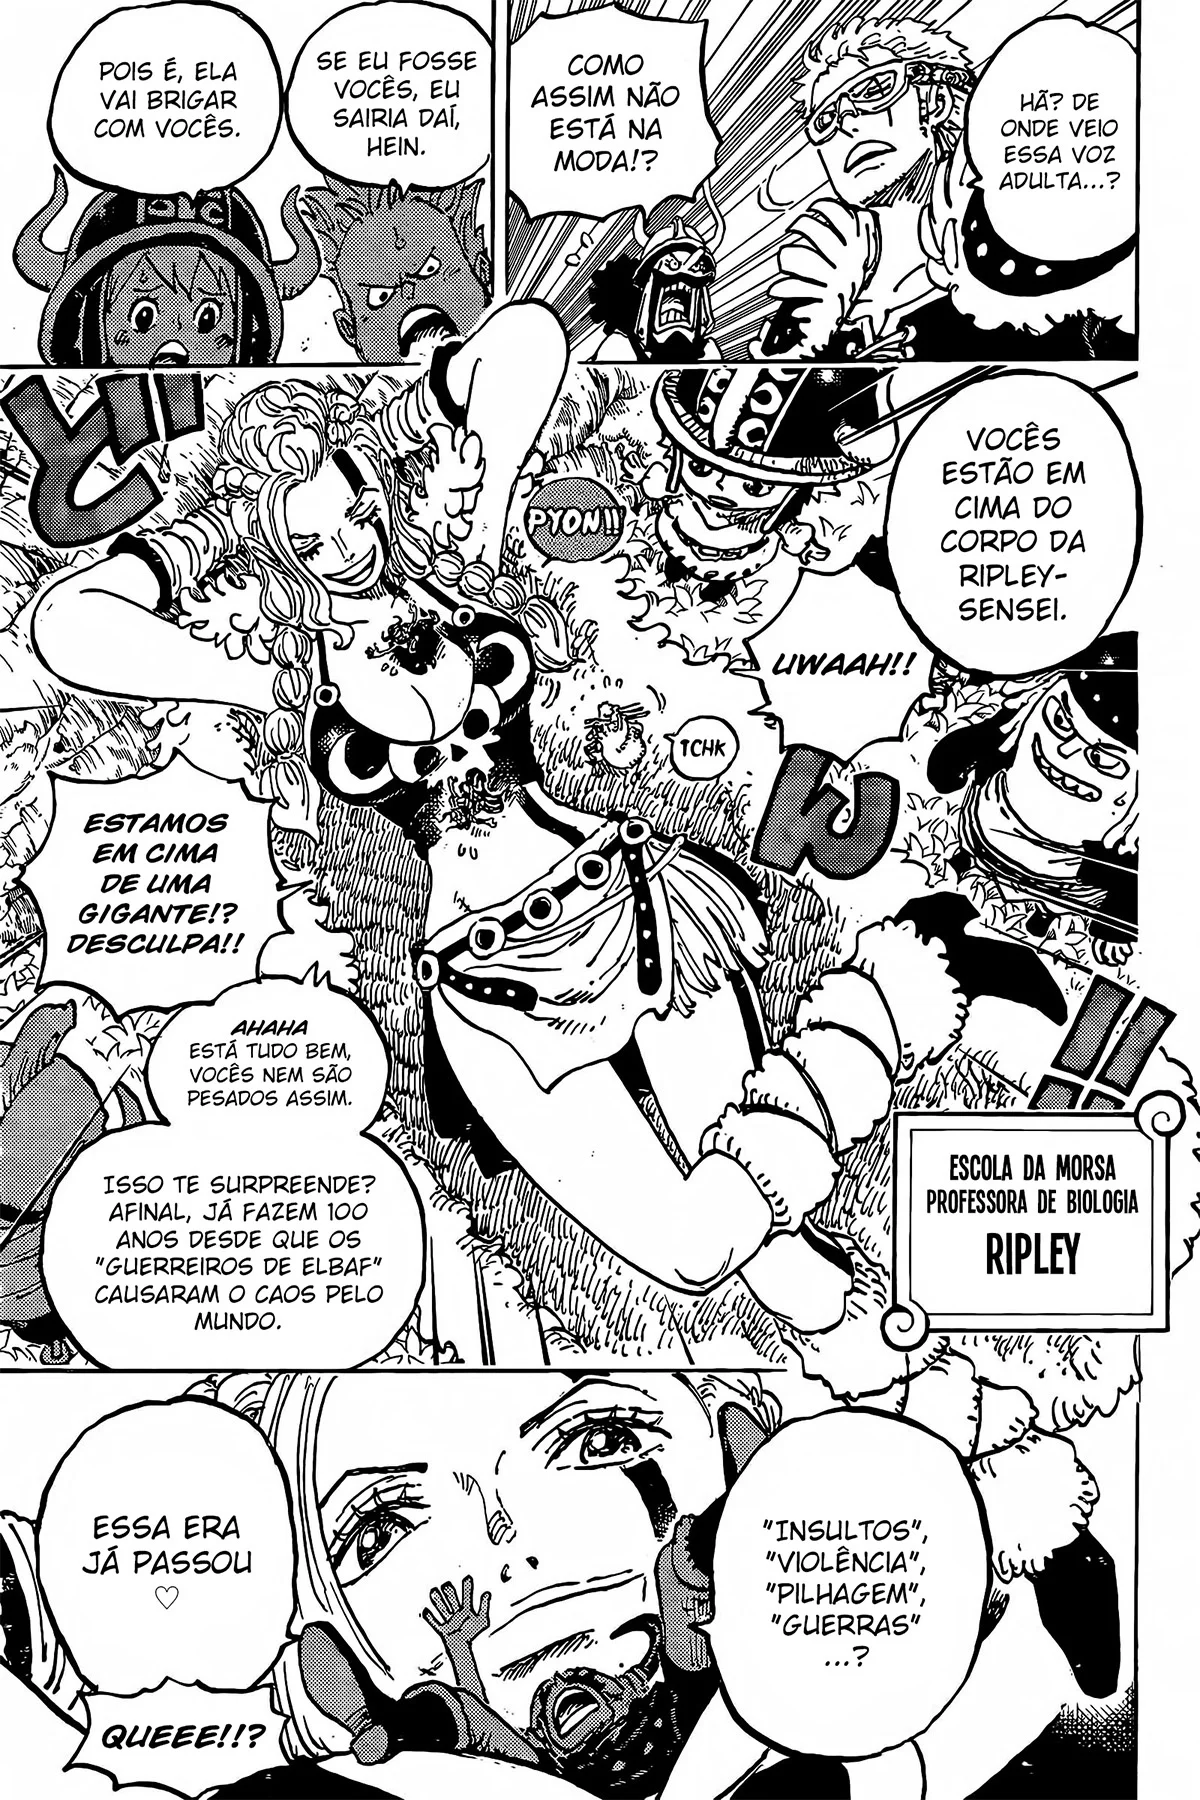 HÃ? DE
ONDE VEIO
ESSA VOZ
ADULTA...?
COMO
ASSIM NÃO
ESTÁ NA
MODA!?
SE EU FOSSE
VOCÊS, EU
SAIRIA DAÍ,
HEIN.
POIS É, ELA
VAI BRIGAR
COM VOCÊS.
VOCÊS
ESTÃO EM
CIMA DO
CORPO DA
RIPLEY-
SENSEI.
PYON!!
UWAAH!!
TCHK
ど
ん
!!
ESTAMOS
EM CIMA
DE UMA
GIGANTE!?
DESCULPA!!
AHAHA
ESTÁ TUDO BEM,
VOCÊS NEM SÃO
PESADOS ASSIM.
ISSO TE SURPREENDE?
AFINAL, JÁ FAZEM 100
ANOS DESDE QUE OS
"GUERREIROS DE ELBAF"
CAUSARAM O CAOS PELO
MUNDO.
ESCOLA DA MORSA
PROFESSORA DE BIOLOGIA
RIPLEY
"INSULTOS",
"VIOLÊNCIA",
"PILHAGEM",
"GUERRAS"
...?
ESSA ERA
JÁ PASSOU
♡
QUEEE!!?